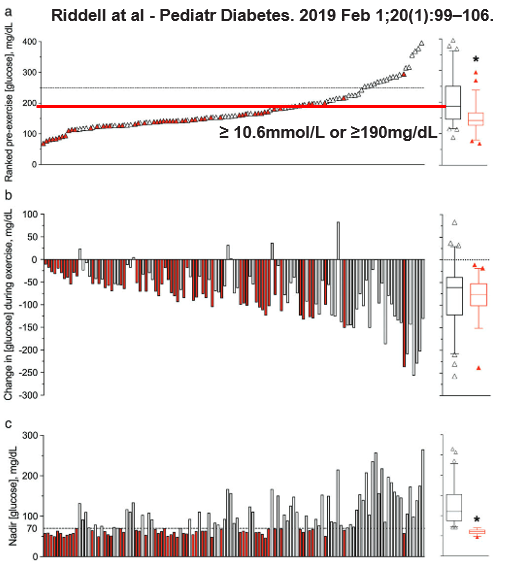 a
Riddell at al - Pediatr Diabetes. 2019 Feb 1;20(1):99–106.
Ranked pre-exercise [glucose], mg/dL
400
300
200
100
0
*
≥ 10.6mmol/L or ≥190mg/dL
b
Change in [glucose] during exercise, mg/dL
100
50
0
-50
-100
-150
-200
-250
-300
c
Nadir [glucose], mg/dL
300
200
100
70
0
*